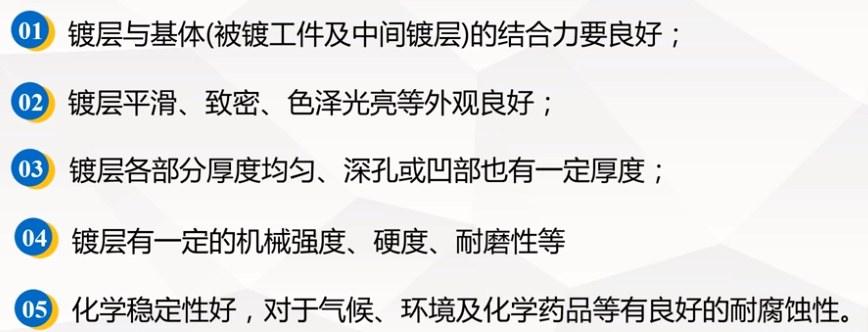 01 镀层与基体(被镀工件及中间镀层)的结合力要良好；
02 镀层平滑、致密、色泽光亮等外观良好；
03 镀层各部分厚度均匀、深孔或凹部也有一定厚度；
04 镀层有一定的机械强度、硬度、耐磨性等
05 化学稳定性好，对于气候、环境及化学药品等有良好的耐腐蚀性。